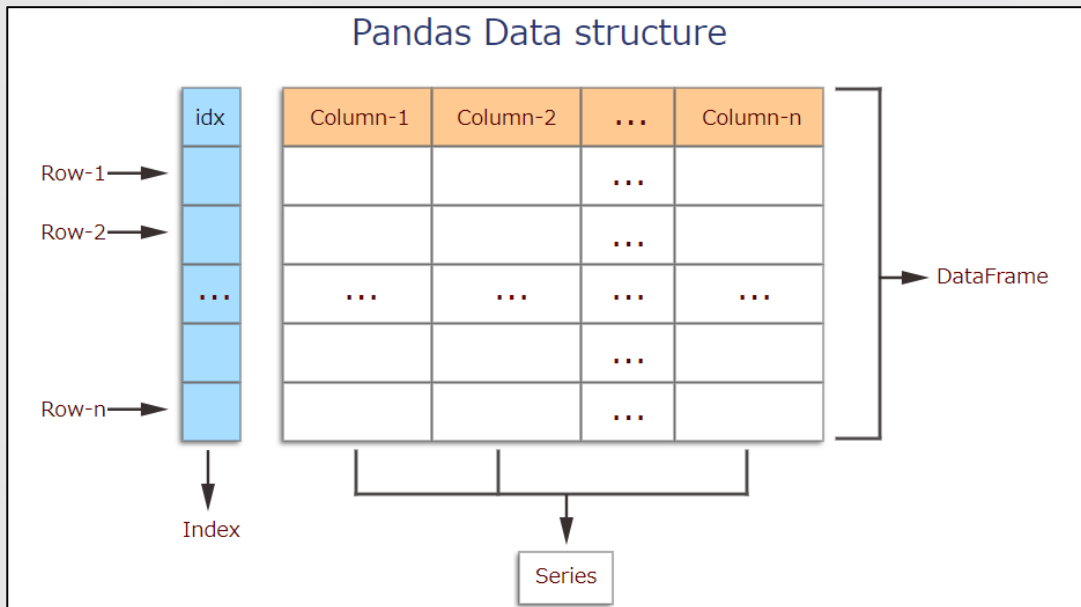 Pandas Data structure
idx Column-1 Column-2 ... Column-n
Row-1 ...
Row-2 ...
... ... ... ... ...
DataFrame
...
Row-n ...
Index
Series